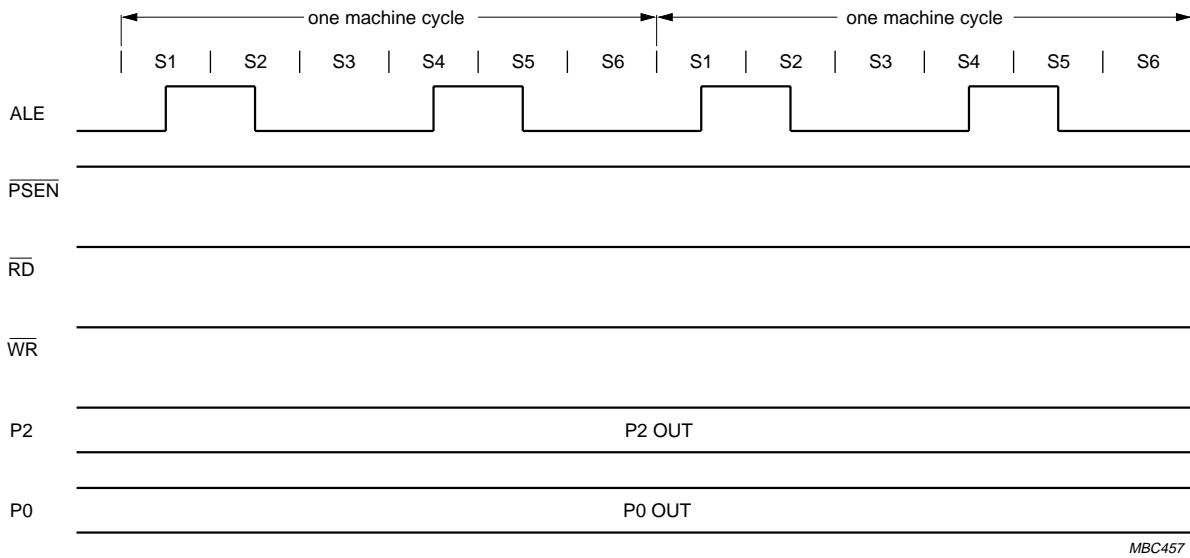 one machine cycle one machine cycle
S1 S2 S3 S4 S5 S6 S1 S2 S3 S4 S5 S6
ALE
PSEN
RD
WR
P2 P2 OUT
P0 P0 OUT
MBC457